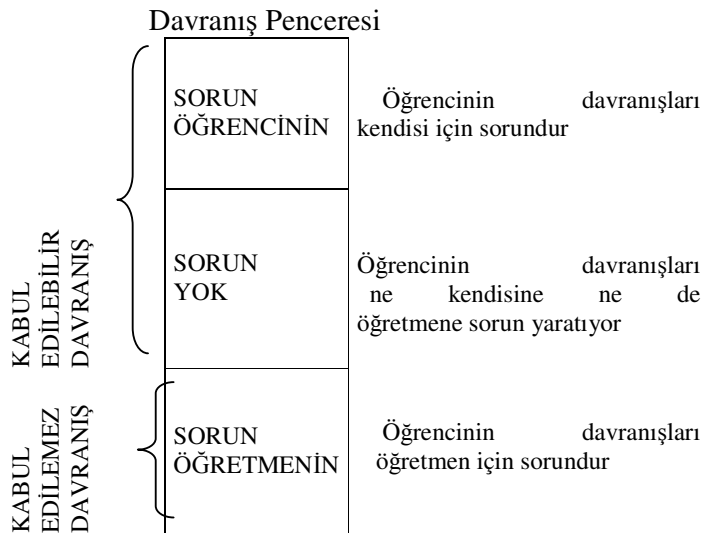 Davranış Penceresi
SORUN
ÖĞRENCİNİN
Öğrencinin davranışları
kendisi için sorundur
KABUL
EDİLEBİLİR
DAVRANIŞ
SORUN
YOK
Öğrencinin davranışları
ne kendisine ne de
öğretmene sorun yaratıyor
KABUL
EDİLEMEZ
DAVRANIŞ
SORUN
ÖĞRETMENİN
Öğrencinin davranışları
öğretmen için sorundur